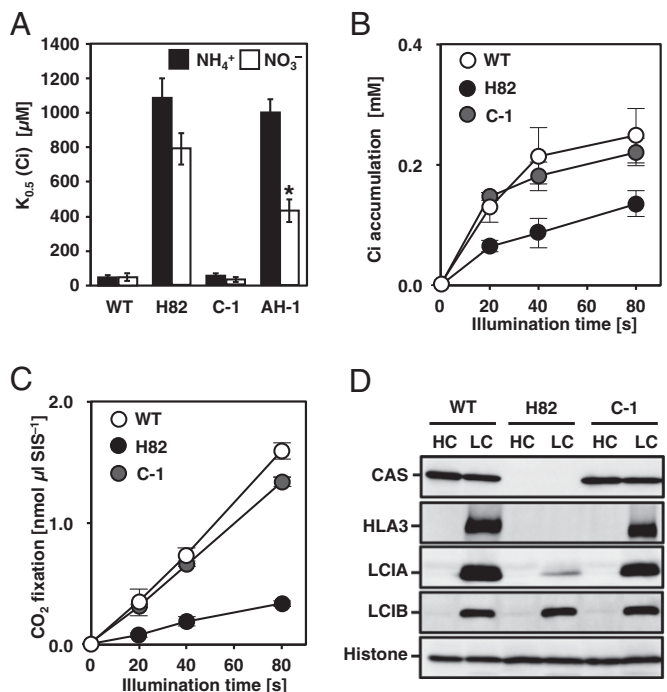 A
1400
1200
1000
800
600
400
200
0
K0.5 (Ci) [µM]
NH4+ NO3−
*
WT H82 C-1 AH-1
B
0.4
0.2
0.0
Ci accumulation [mM]
WT
H82
C-1
0 20 40 60 80
Illumination time [s]
C
2.0
1.0
0.0
CO2 fixation [nmol µl SIS−1]
WT
H82
C-1
0 20 40 60 80
Illumination time [s]
D
WT H82 C-1
HC LC HC LC HC LC
CAS
HLA3
LCIA
LCIB
Histone